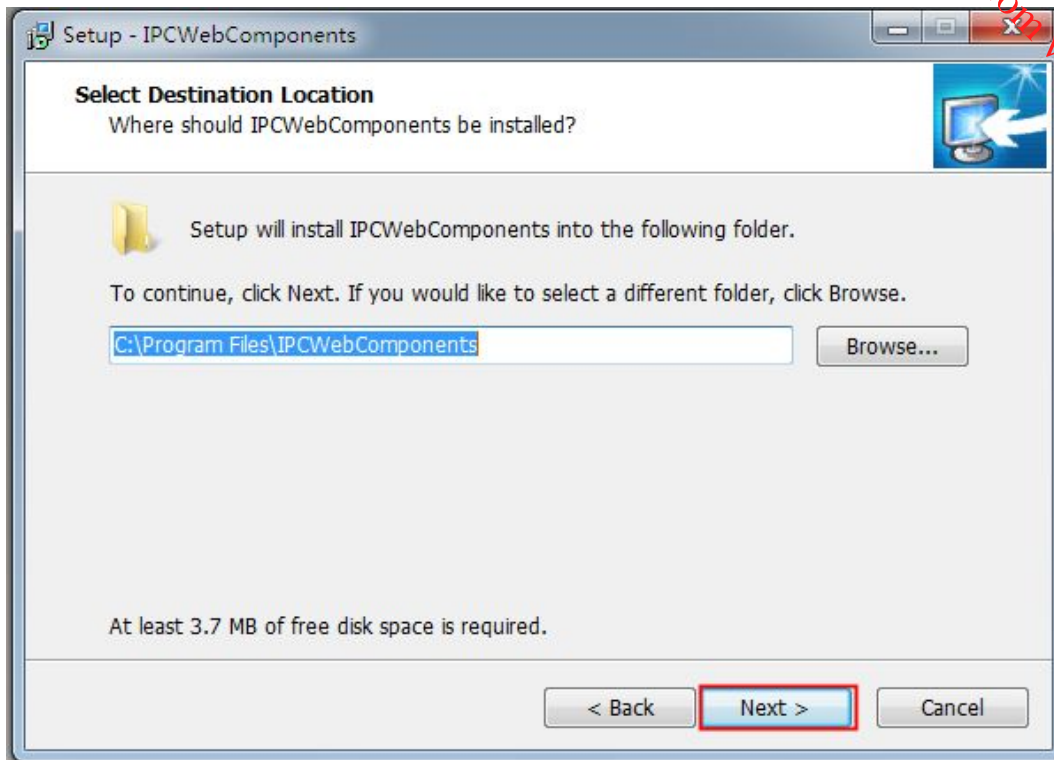 Setup - IPCWebComponents
Select Destination Location
Where should IPCWebComponents be installed?
Setup will install IPCWebComponents into the following folder.
To continue, click Next. If you would like to select a different folder, click Browse.
C:\Program Files\IPCWebComponents
Browse...
At least 3.7 MB of free disk space is required.
< Back
Next >
Cancel